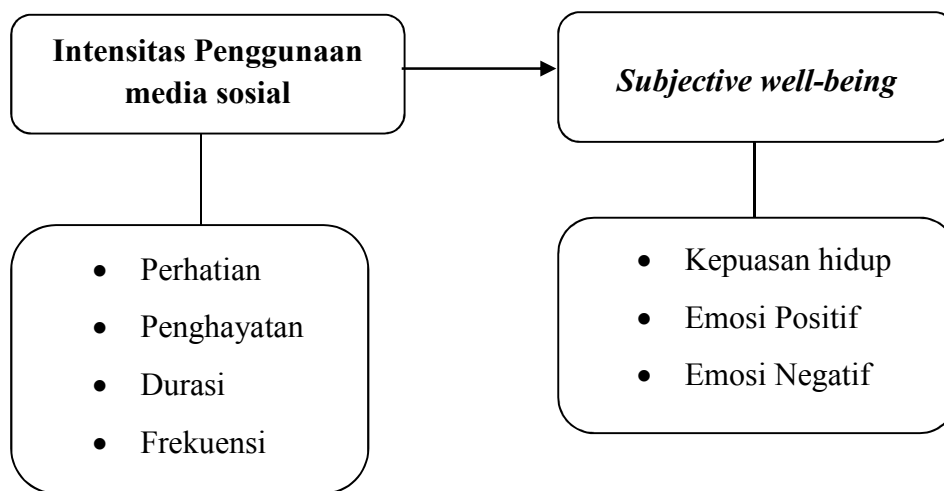 Intensitas Penggunaan
media sosial
Subjective well-being
• Perhatian
• Penghayatan
• Durasi
• Frekuensi
• Kepuasan hidup
• Emosi Positif
• Emosi Negatif